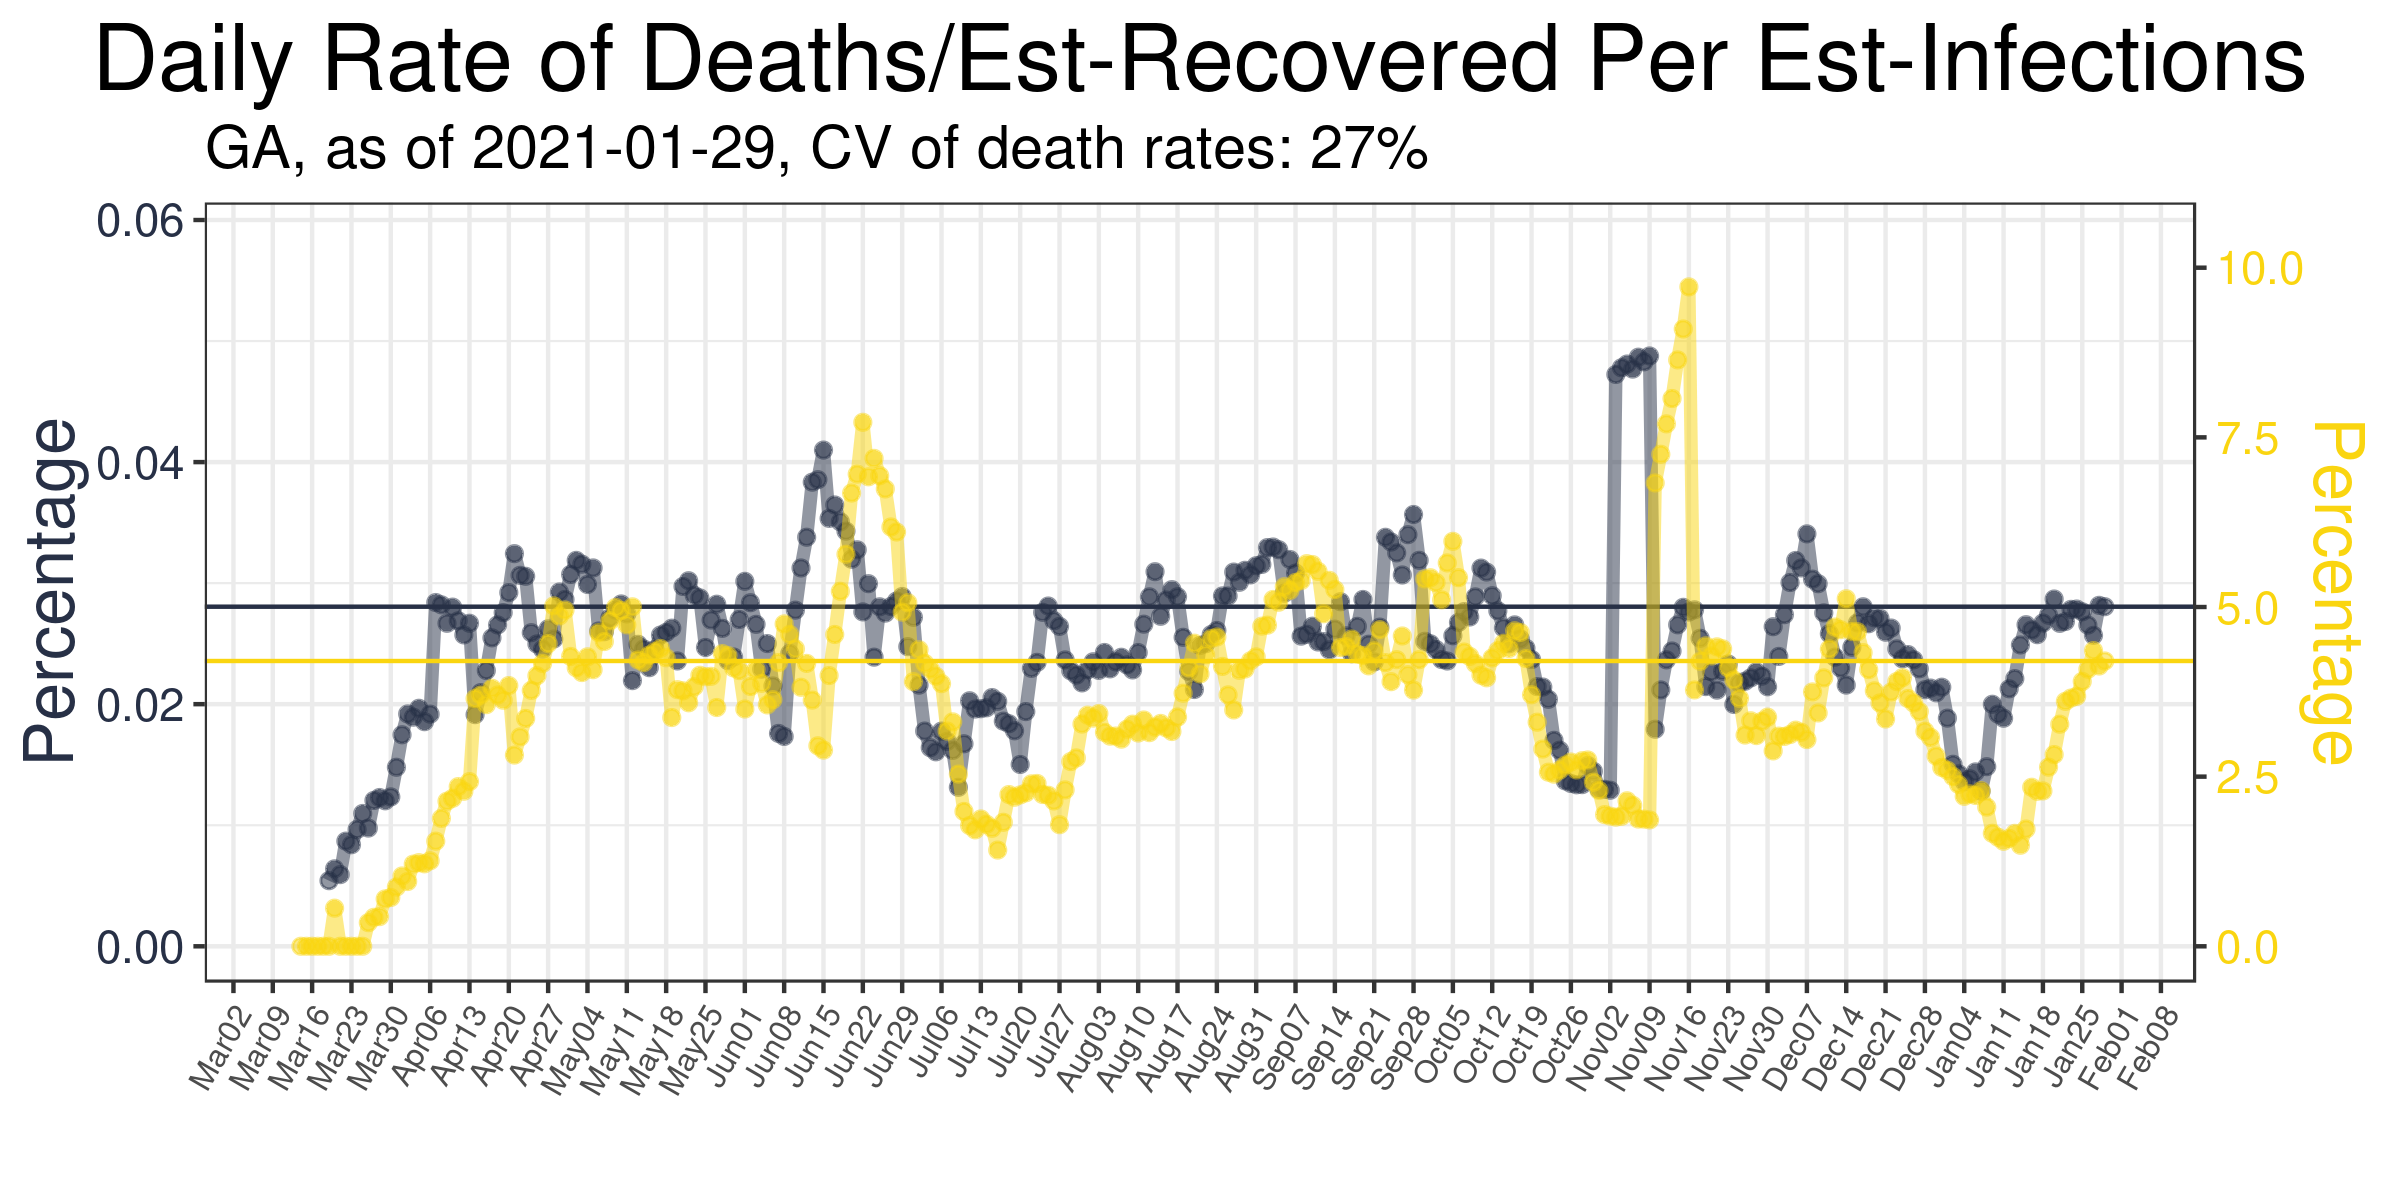 Daily Rate of Deaths/Est-Recovered Per Est-Infections
GA, as of 2021-01-29, CV of death rates: 27%
Percentage
0.06
0.04
0.02
0.00
10.0
7.5
5.0
2.5
0.0
Percentage
Mar02
Mar09
Mar16
Mar23
Mar30
Apr06
Apr13
Apr20
Apr27
May04
May11
May18
May25
Jun01
Jun08
Jun15
Jun22
Jun29
Jul06
Jul13
Jul20
Jul27
Aug03
Aug10
Aug17
Aug24
Aug31
Sep07
Sep14
Sep21
Sep28
Oct05
Oct12
Oct19
Oct26
Nov02
Nov09
Nov16
Nov23
Nov30
Dec07
Dec14
Dec21
Dec28
Jan04
Jan11
Jan18
Jan25
Feb01
Feb08